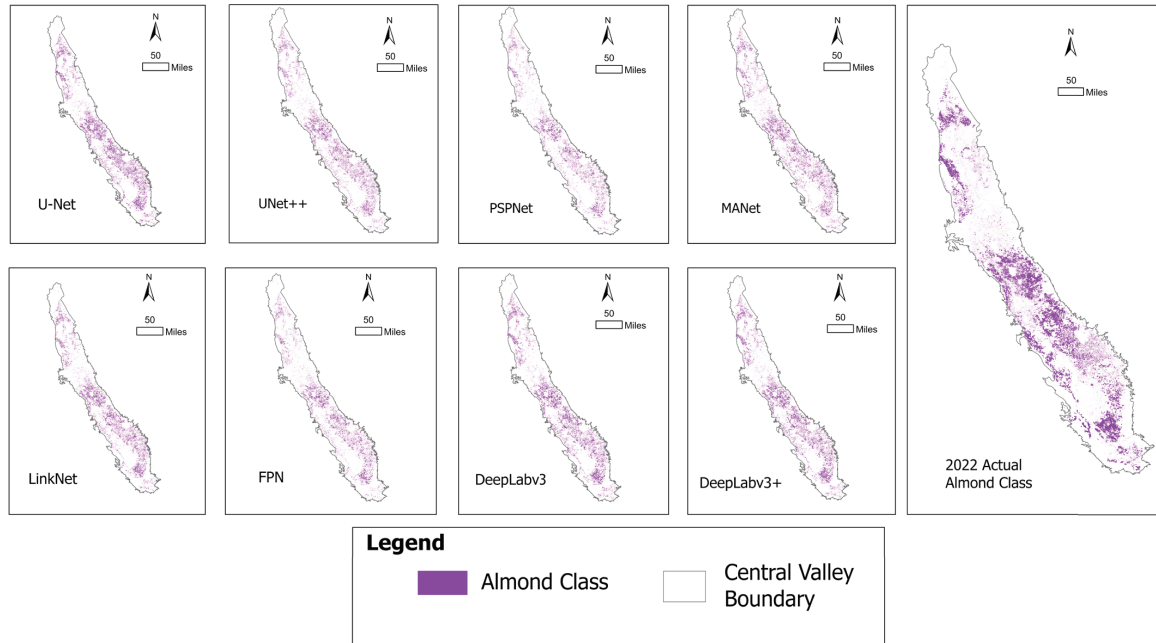 N
50
Miles
U-Net
N
50
Miles
UNet++
N
50
Miles
PSPNet
N
50
Miles
MANet
N
50
Miles
2022 Actual
Almond Class
N
50
Miles
LinkNet
N
50
Miles
FPN
N
50
Miles
DeepLabv3
N
50
Miles
DeepLabv3+
Legend
Almond Class
Central Valley
Boundary